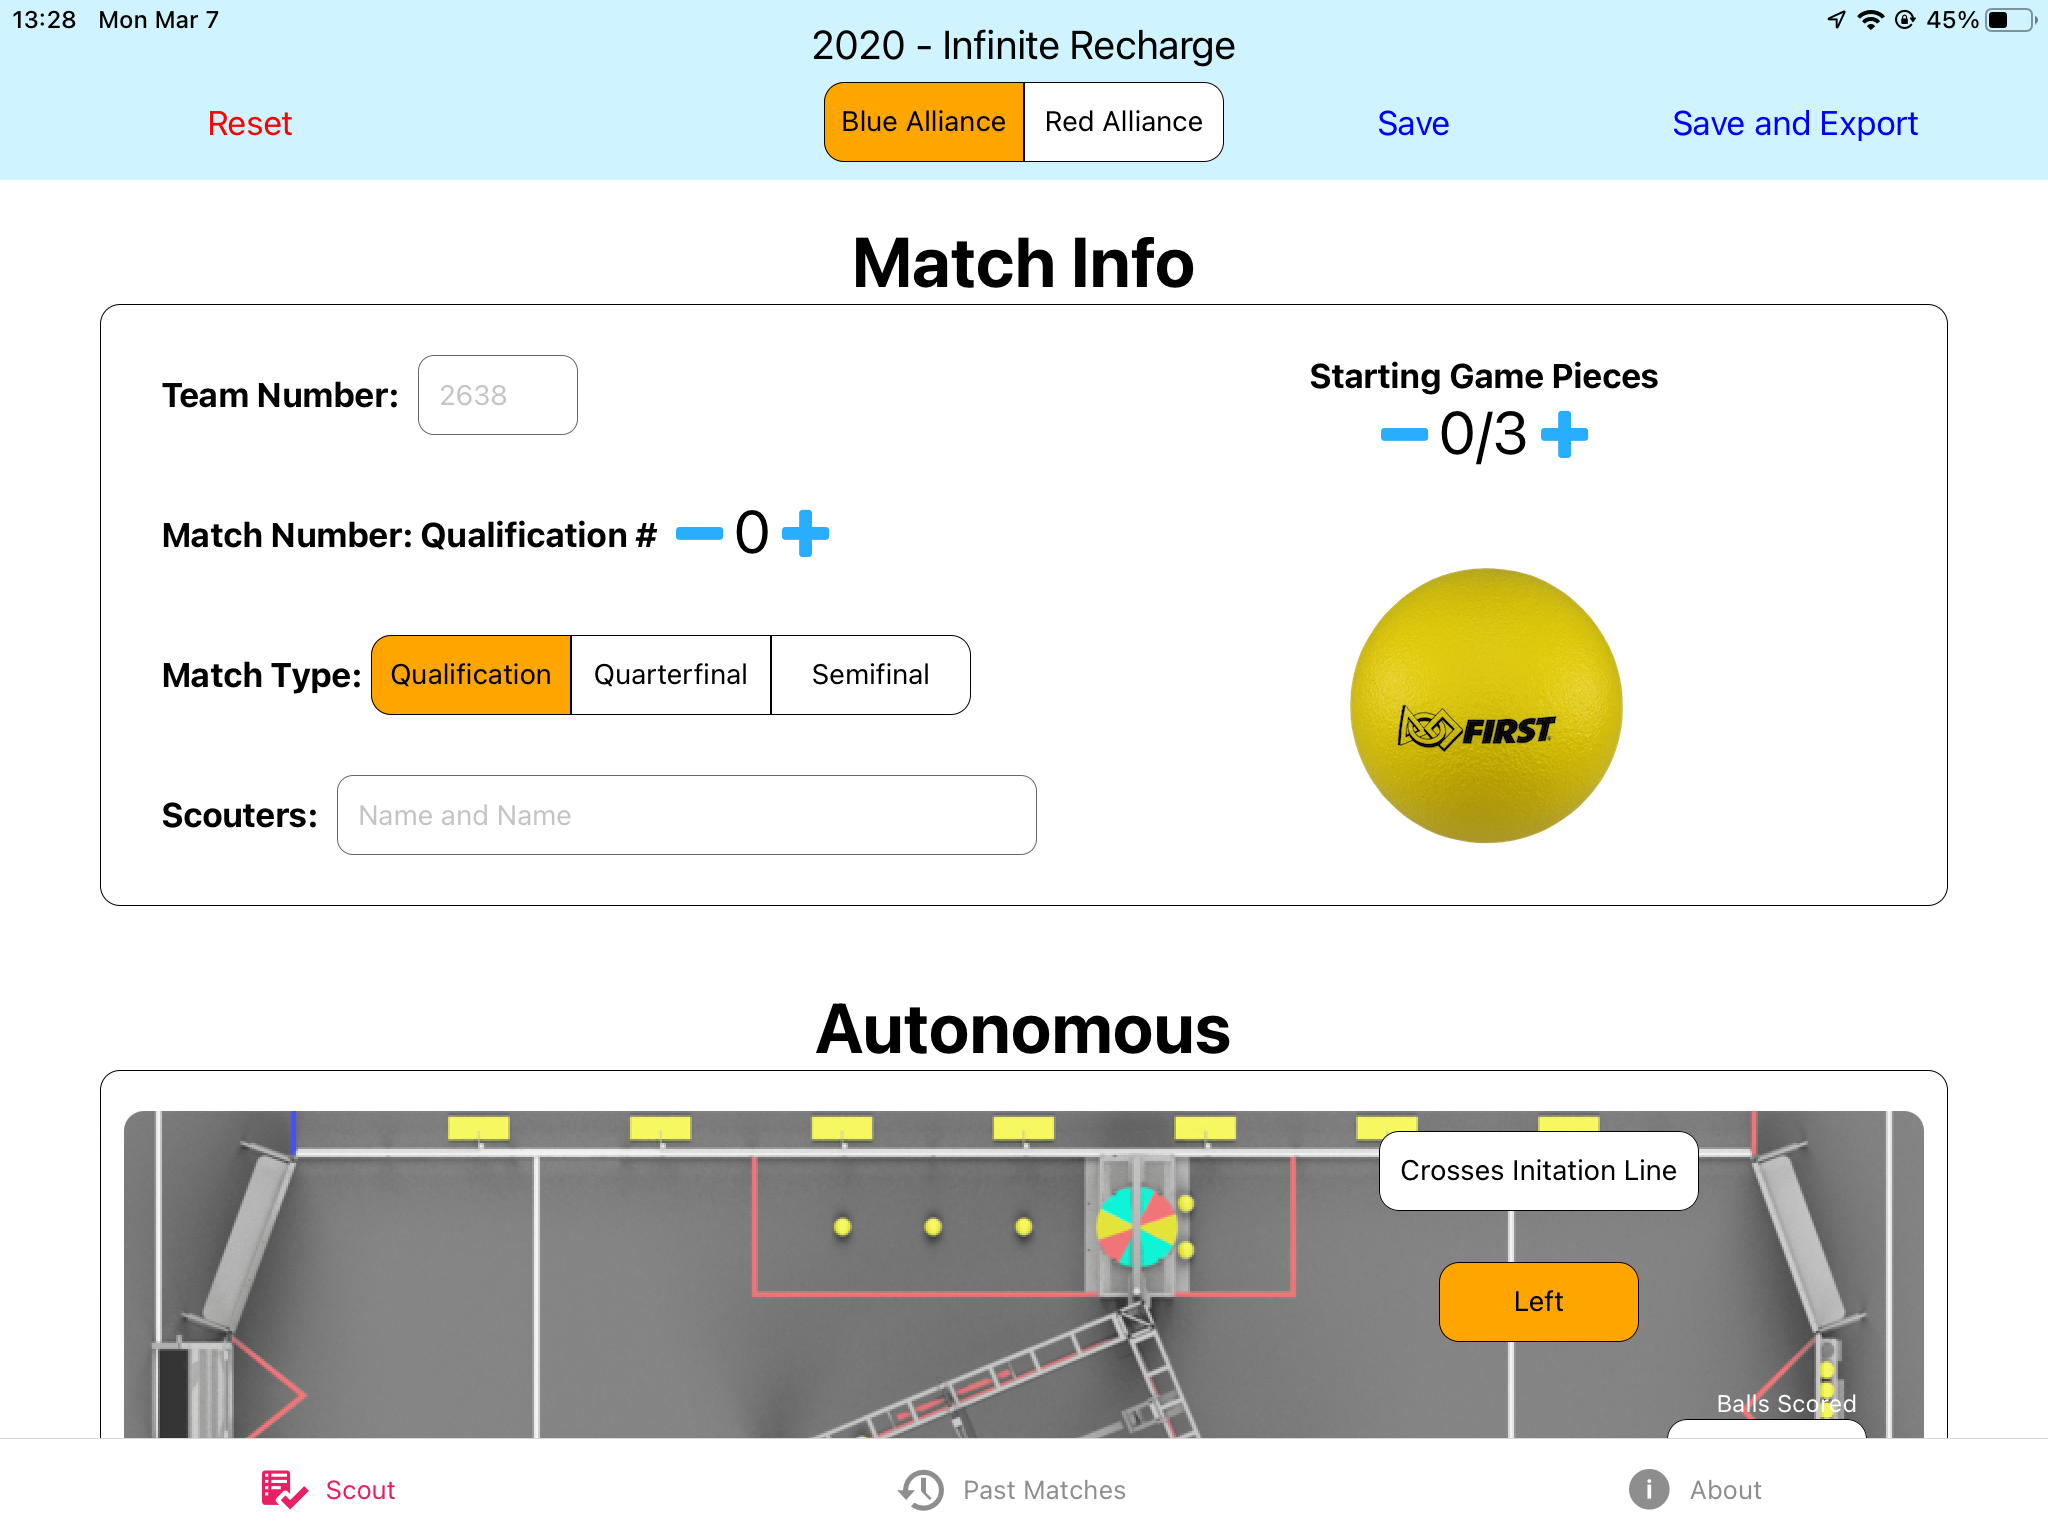 13:28 Mon Mar 7
45%
2020 - Infinite Recharge
Reset
Blue Alliance
Red Alliance
Save
Save and Export
Match Info
Team Number: 2638
Starting Game Pieces
0/3
Match Number: Qualification # 0
Match Type: Qualification Quarterfinal Semifinal
FIRST
Scouters: Name and Name
Autonomous
Crosses Initation Line
Left
Balls Scored
Scout
Past Matches
About